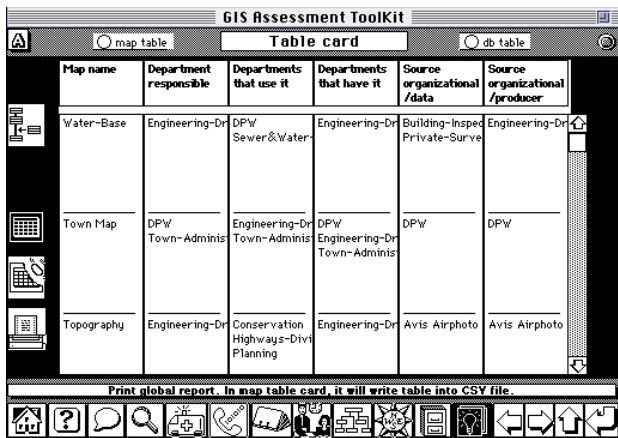 GIS Assessment ToolKit
map table
Table card
db table
Map name
Department responsible
Departments that use it
Departments that have it
Source organizational /data
Source organizational /producer
Water-Base
Engineering-Dr
DPW
Sewer&Water-
Engineering-Dr
Building-Inspec
Private-Surve
Engineering-Dr
Town Map
DPW
Town-Adminis
Engineering-Dr
Town-Adminis
DPW
Engineering-Dr
Town-Adminis
DPW
DPW
Topography
Engineering-Dr
Conservation
Highways-Divi
Planning
Engineering-Dr
Avis Airphoto
Avis Airphoto
Print global report. In map table card, it will write table into CSV file.